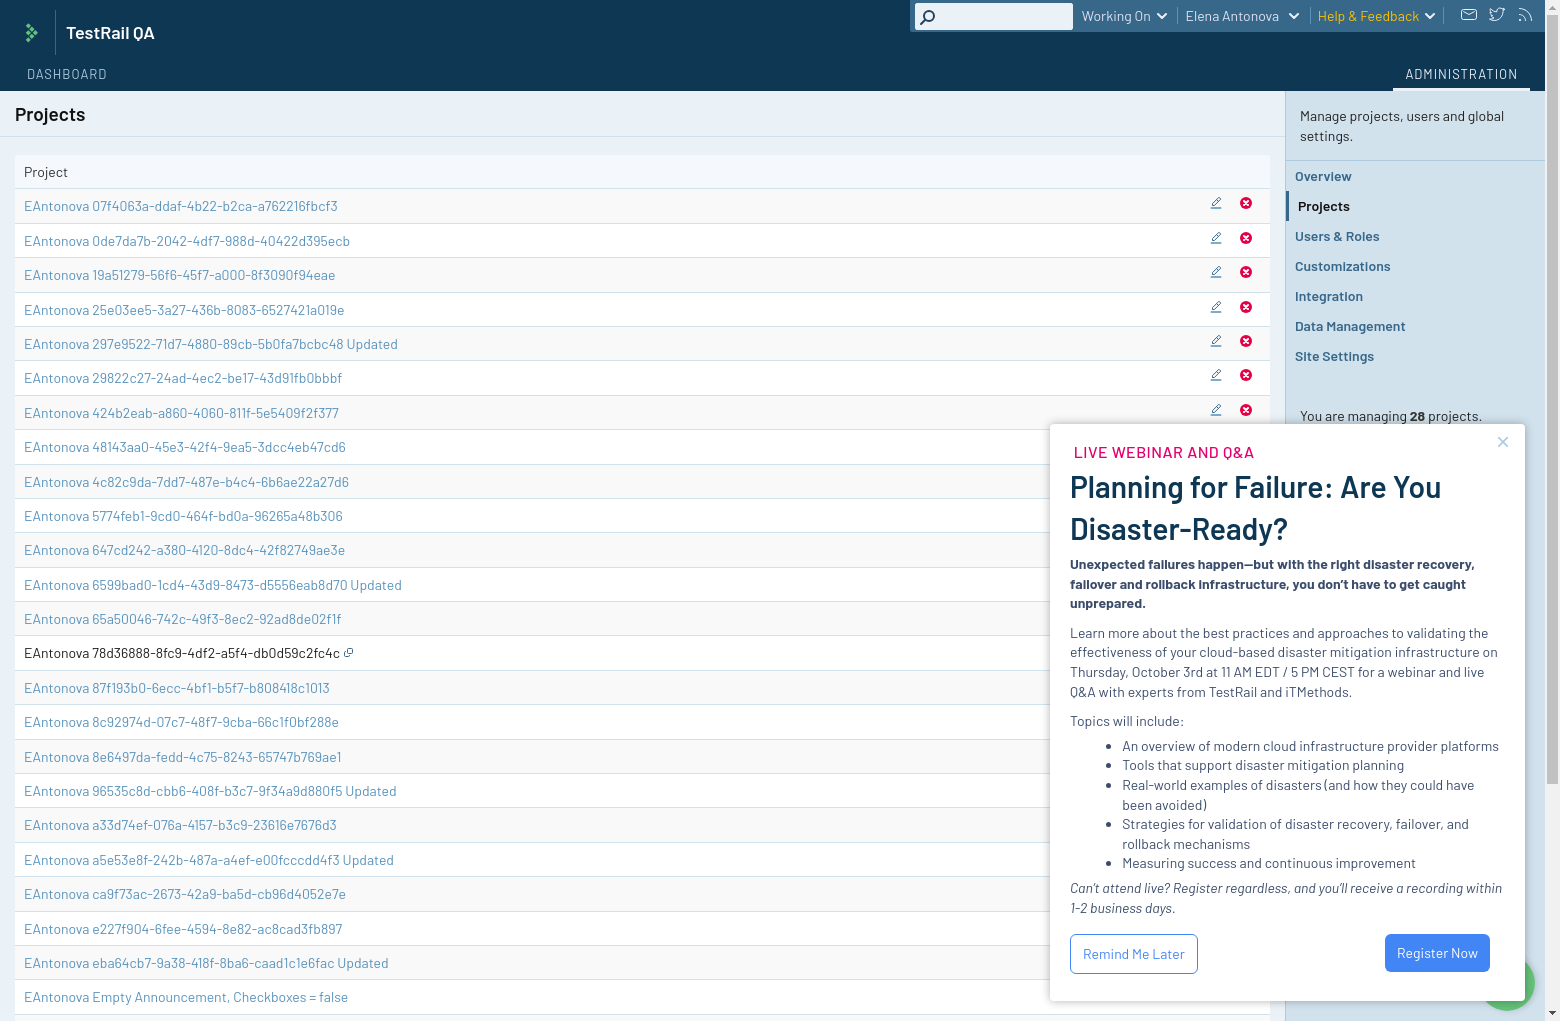 TestRail QA
Working On
Elena Antonova
Help & Feedback
DASHBOARD
ADMINISTRATION
Projects
Project
EAntonova 07f4063a-ddaf-4b22-b2ca-a762216fbcf3
EAntonova 0de7da7b-2042-4df7-988d-40422d395ecb
EAntonova 19a51279-56f6-45f7-a000-8f3090f94eae
EAntonova 25e03ee5-3a27-436b-8083-6527421a019e
EAntonova 297e9522-71d7-4880-89cb-5b0fa7bcbc48 Updated
EAntonova 29822c27-24ad-4ec2-be17-43d91fb0bbbf
EAntonova 424b2eab-a860-4060-811f-5e5409f2f377
EAntonova 48143aa0-45e3-42f4-9ea5-3dcc4eb47cd6
EAntonova 4c82c9da-7dd7-487e-b4c4-6b6ae22a27d6
EAntonova 5774feb1-9cd0-464f-bd0a-96265a48b306
EAntonova 647cd242-a380-4120-8dc4-42f82749ae3e
EAntonova 6599bad0-1cd4-43d9-8473-d5556eab8d70 Updated
EAntonova 65a50046-742c-49f3-8ec2-92ad8de02f1f
EAntonova 78d36888-8fc9-4df2-a5f4-db0d59c2fc4c
EAntonova 87f193b0-6ecc-4bf1-b5f7-b808418c1013
EAntonova 8c92974d-07c7-48f7-9cba-66c1f0bf288e
EAntonova 8e6497da-fedd-4c75-8243-65747b769ae1
EAntonova 96535c8d-cbb6-408f-b3c7-9f34a9d880f5 Updated
EAntonova a33d74ef-076a-4157-b3c9-23616e7676d3
EAntonova a5e53e8f-242b-487a-a4ef-e00fcccdd4f3 Updated
EAntonova ca9f73ac-2673-42a9-ba5d-cb96d4052e7e
EAntonova e227f904-6fee-4594-8e82-ac8cad3fb897
EAntonova eba64cb7-9a38-418f-8ba6-caad1c1e6fac Updated
EAntonova Empty Announcement, Checkboxes = false
Manage projects, users and global
settings.
Overview
Projects
Users & Roles
Customizations
Integration
Data Management
Site Settings
You are managing 28 projects.
LIVE WEBINAR AND Q&A
Planning for Failure: Are You
Disaster-Ready?
Unexpected failures happen—but with the right disaster recovery,
failover and rollback infrastructure, you don't have to get caught
unprepared.
Learn more about the best practices and approaches to validating the
effectiveness of your cloud-based disaster mitigation infrastructure on
Thursday, October 3rd at 11 AM EDT / 5 PM CEST for a webinar and live
Q&A with experts from TestRail and iTMethods.
Topics will include:
• An overview of modern cloud infrastructure provider platforms
• Tools that support disaster mitigation planning
• Real-world examples of disasters (and how they could have
been avoided)
• Strategies for validation of disaster recovery, failover, and
rollback mechanisms
• Measuring success and continuous improvement
Can't attend live? Register regardless, and you'll receive a recording within
1-2 business days.
Remind Me Later
Register Now